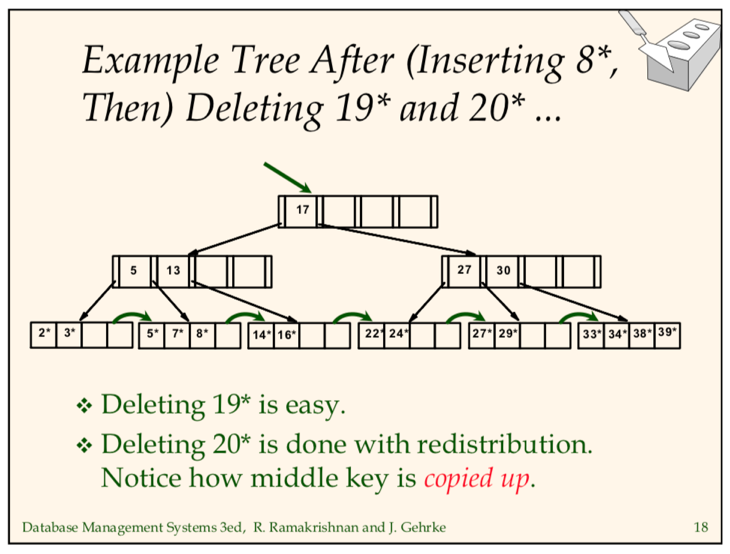 Example Tree After (Inserting 8*,
Then) Deleting 19* and 20* ...
17
5 13
27 30
2* 3*
5* 7* 8*
14* 16*
22* 24*
27* 29*
33* 34* 38* 39*
❖ Deleting 19* is easy.
❖ Deleting 20* is done with redistribution.
Notice how middle key is copied up.
Database Management Systems 3ed, R. Ramakrishnan and J. Gehrke
18